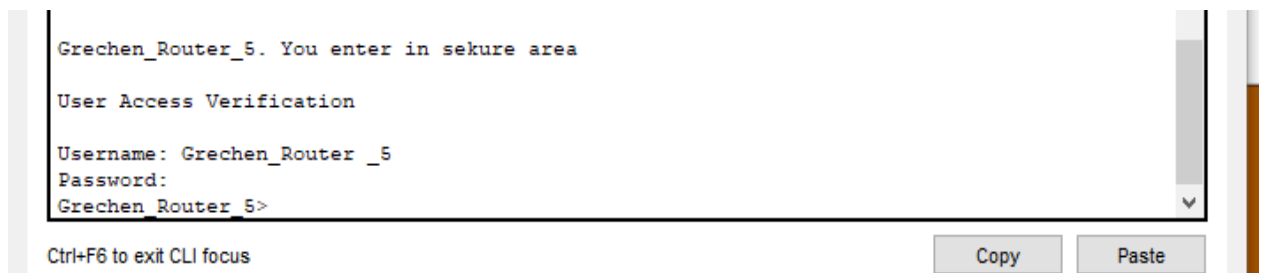 Grechen_Router_5. You enter in sekure area
User Access Verification
Username: Grechen_Router _5
Password:
Grechen_Router_5>
Ctrl+F6 to exit CLI focus
Copy
Paste